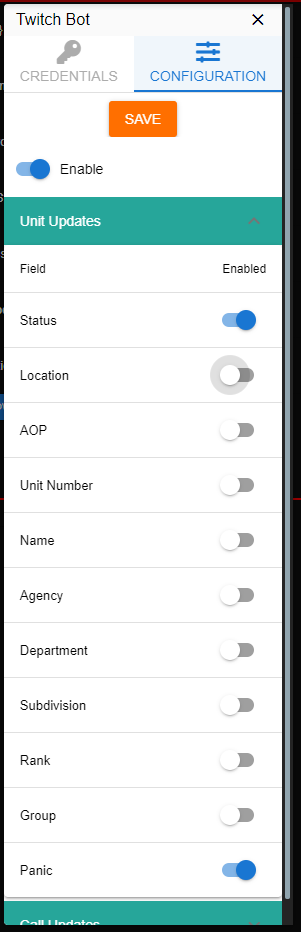 Twitch Bot
CREDENTIALS
CONFIGURATION
SAVE
Enable
Unit Updates
Field
Enabled
Status
Location
AOP
Unit Number
Name
Agency
Department
Subdivision
Rank
Group
Panic
Call Updates